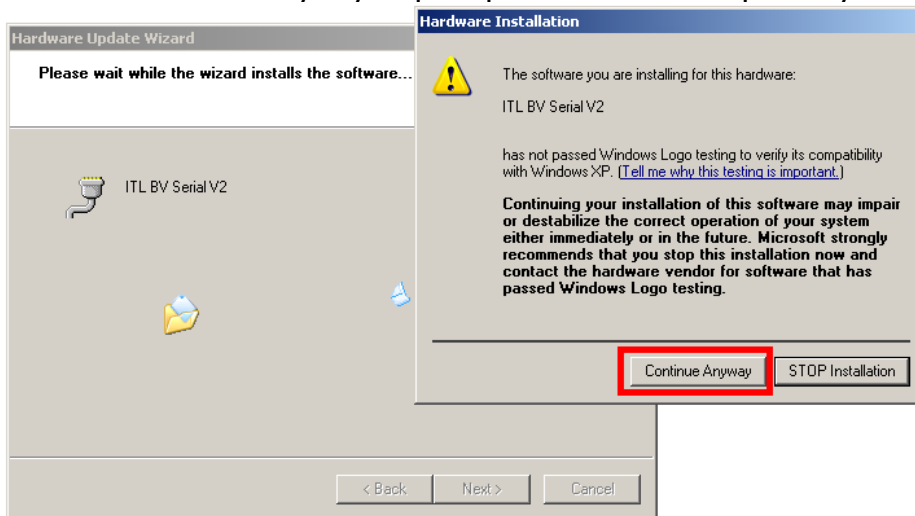 Hardware Update Wizard
Please wait while the wizard installs the software...
ITL BV Serial V2
< Back
Next >
Cancel
Hardware Installation
The software you are installing for this hardware:
ITL BV Serial V2
has not passed Windows Logo testing to verify its compatibility
with Windows XP. (Tell me why this testing is important.)
Continuing your installation of this software may impair
or destabilize the correct operation of your system
either immediately or in the future. Microsoft strongly
recommends that you stop this installation now and
contact the hardware vendor for software that has
passed Windows Logo testing.
Continue Anyway
STOP Installation